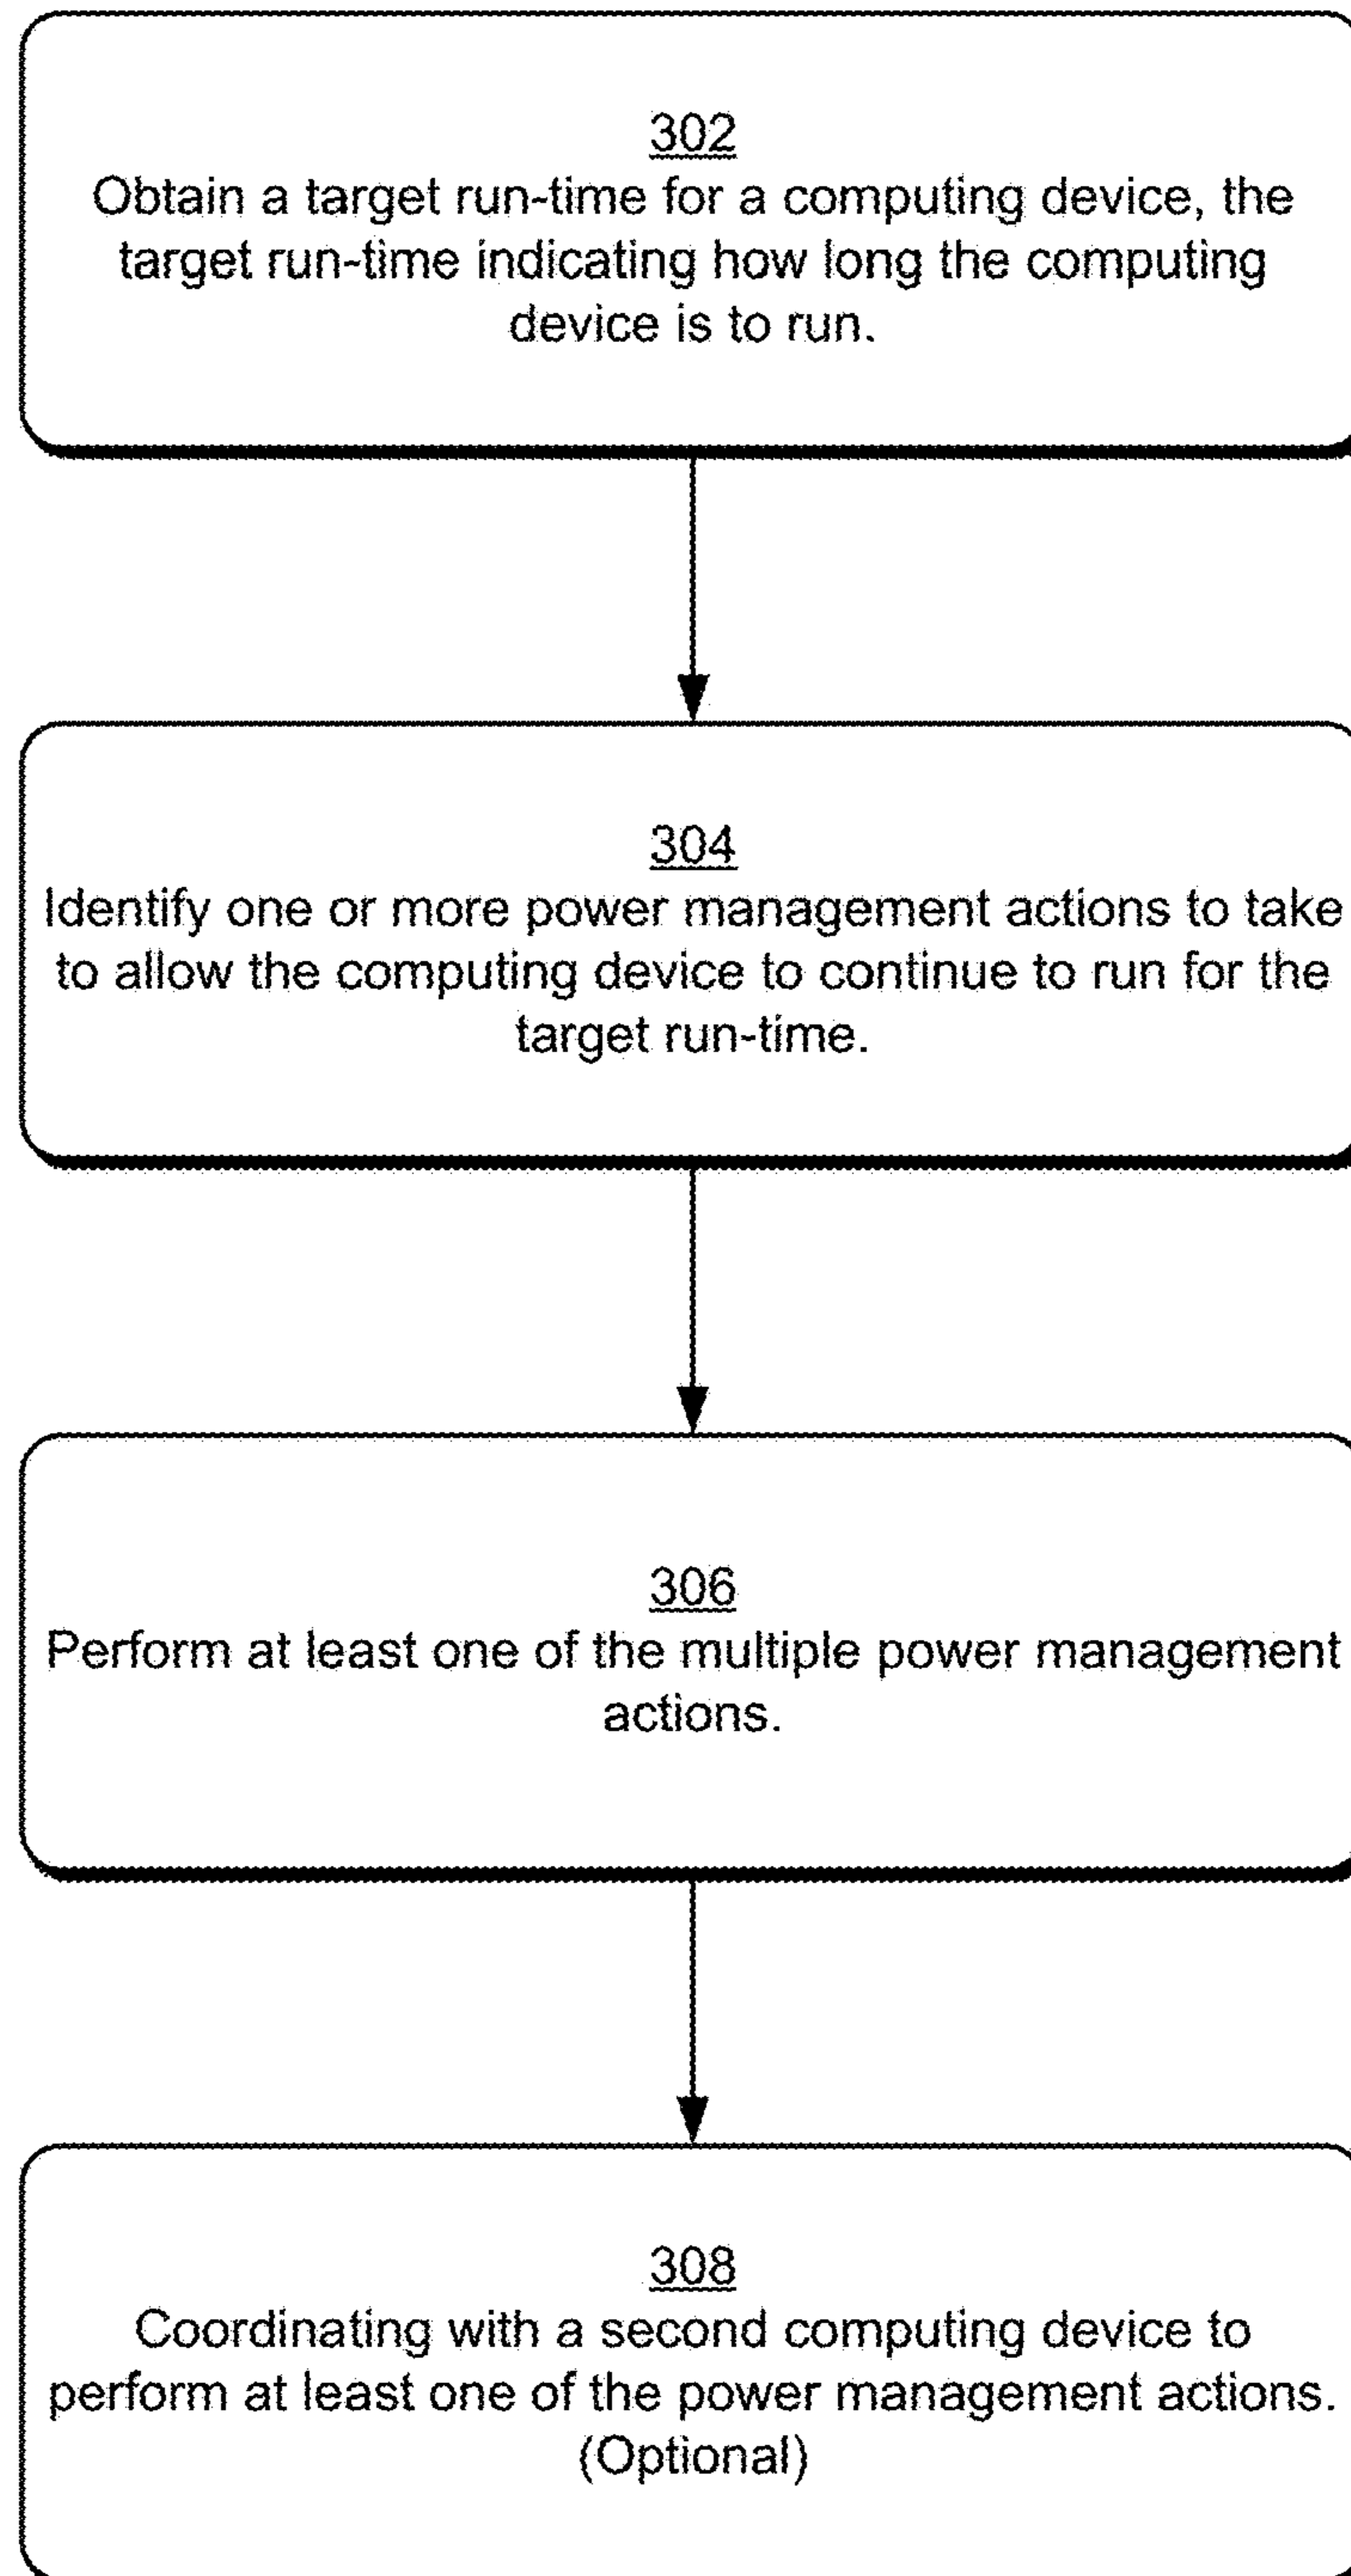 302
Obtain a target run-time for a computing device, the
target run-time indicating how long the computing
device is to run.
304
Identify one or more power management actions to take
to allow the computing device to continue to run for the
target run-time.
306
Perform at least one of the multiple power management
actions.
308
Coordinating with a second computing device to
perform at least one of the power management actions.
(Optional)